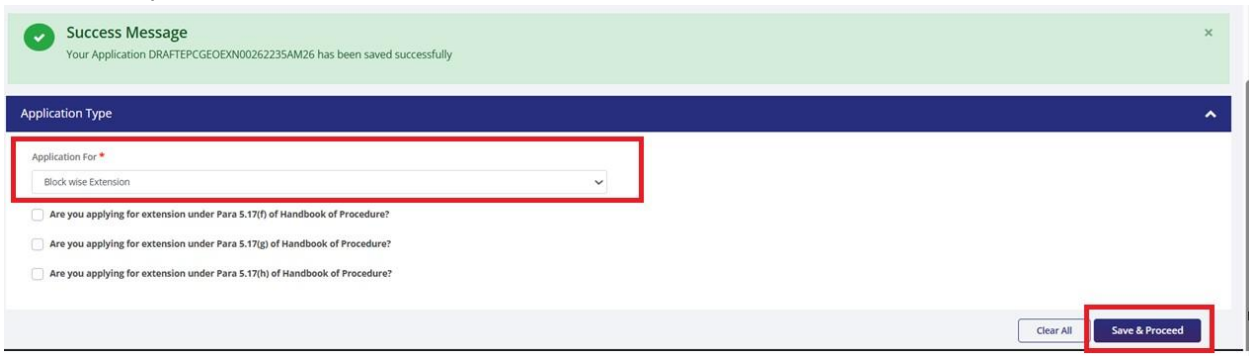 Success Message
Your Application DRAFTEPCGEOEXN00262235AM26 has been saved successfully
×
Application Type
Application For *
Block wise Extension
Are you applying for extension under Para 5.17(f) of Handbook of Procedure?
Are you applying for extension under Para 5.17(g) of Handbook of Procedure?
Are you applying for extension under Para 5.17(h) of Handbook of Procedure?
Clear All Save & Proceed